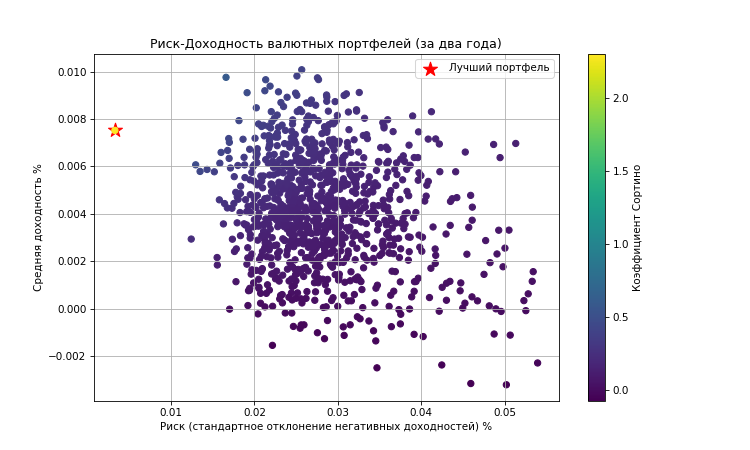 Риск-Доходность валютных портфелей (за два года)
Лучший портфель
Средняя доходность %
0.010
0.008
0.006
0.004
0.002
0.000
−0.002
0.01 0.02 0.03 0.04 0.05
Риск (стандартное отклонение негативных доходностей) %
2.0
1.5
1.0
0.5
0.0
Коэффициент Сортино